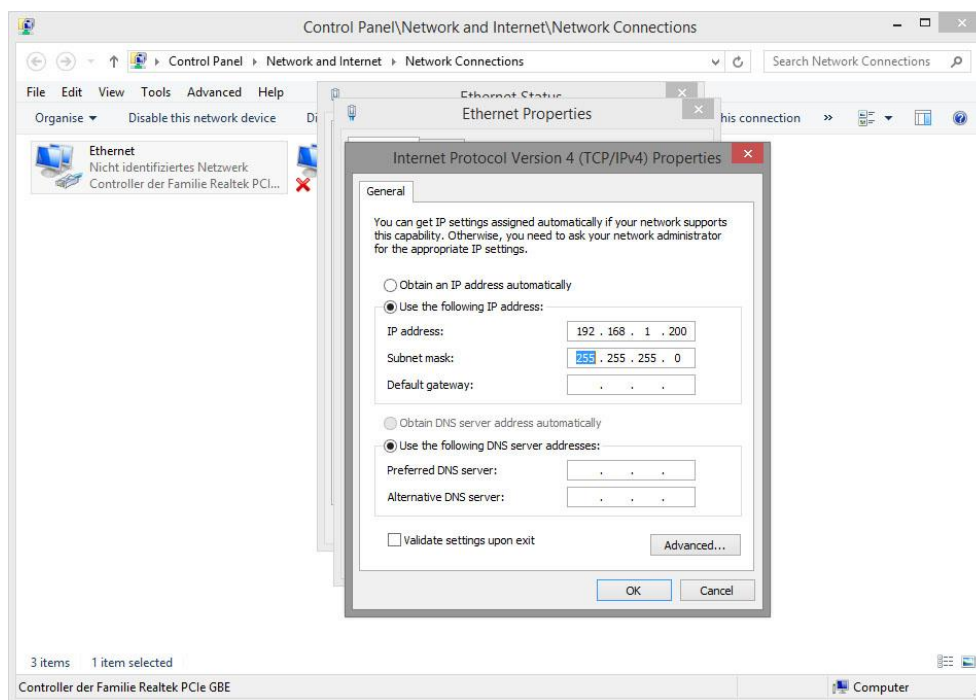 Control Panel\Network and Internet\Network Connections
Control Panel Network and Internet Network Connections
Search Network Connections
File Edit View Tools Advanced Help
Organise Disable this network device
his connection »
Ethernet
Nicht identifiziertes Netzwerk
Controller der Familie Realtek PCI...
Ethernet Status
Ethernet Properties
Internet Protocol Version 4 (TCP/IPv4) Properties
General
You can get IP settings assigned automatically if your network supports
this capability. Otherwise, you need to ask your network administrator
for the appropriate IP settings.
Obtain an IP address automatically
Use the following IP address:
IP address: 192 . 168 . 1 . 200
Subnet mask: 255 . 255 . 255 . 0
Default gateway: . . .
Obtain DNS server address automatically
Use the following DNS server addresses:
Preferred DNS server: . . .
Alternative DNS server: . . .
Validate settings upon exit
Advanced...
OK Cancel
3 items 1 item selected
Controller der Familie Realtek PCIe GBE
Computer